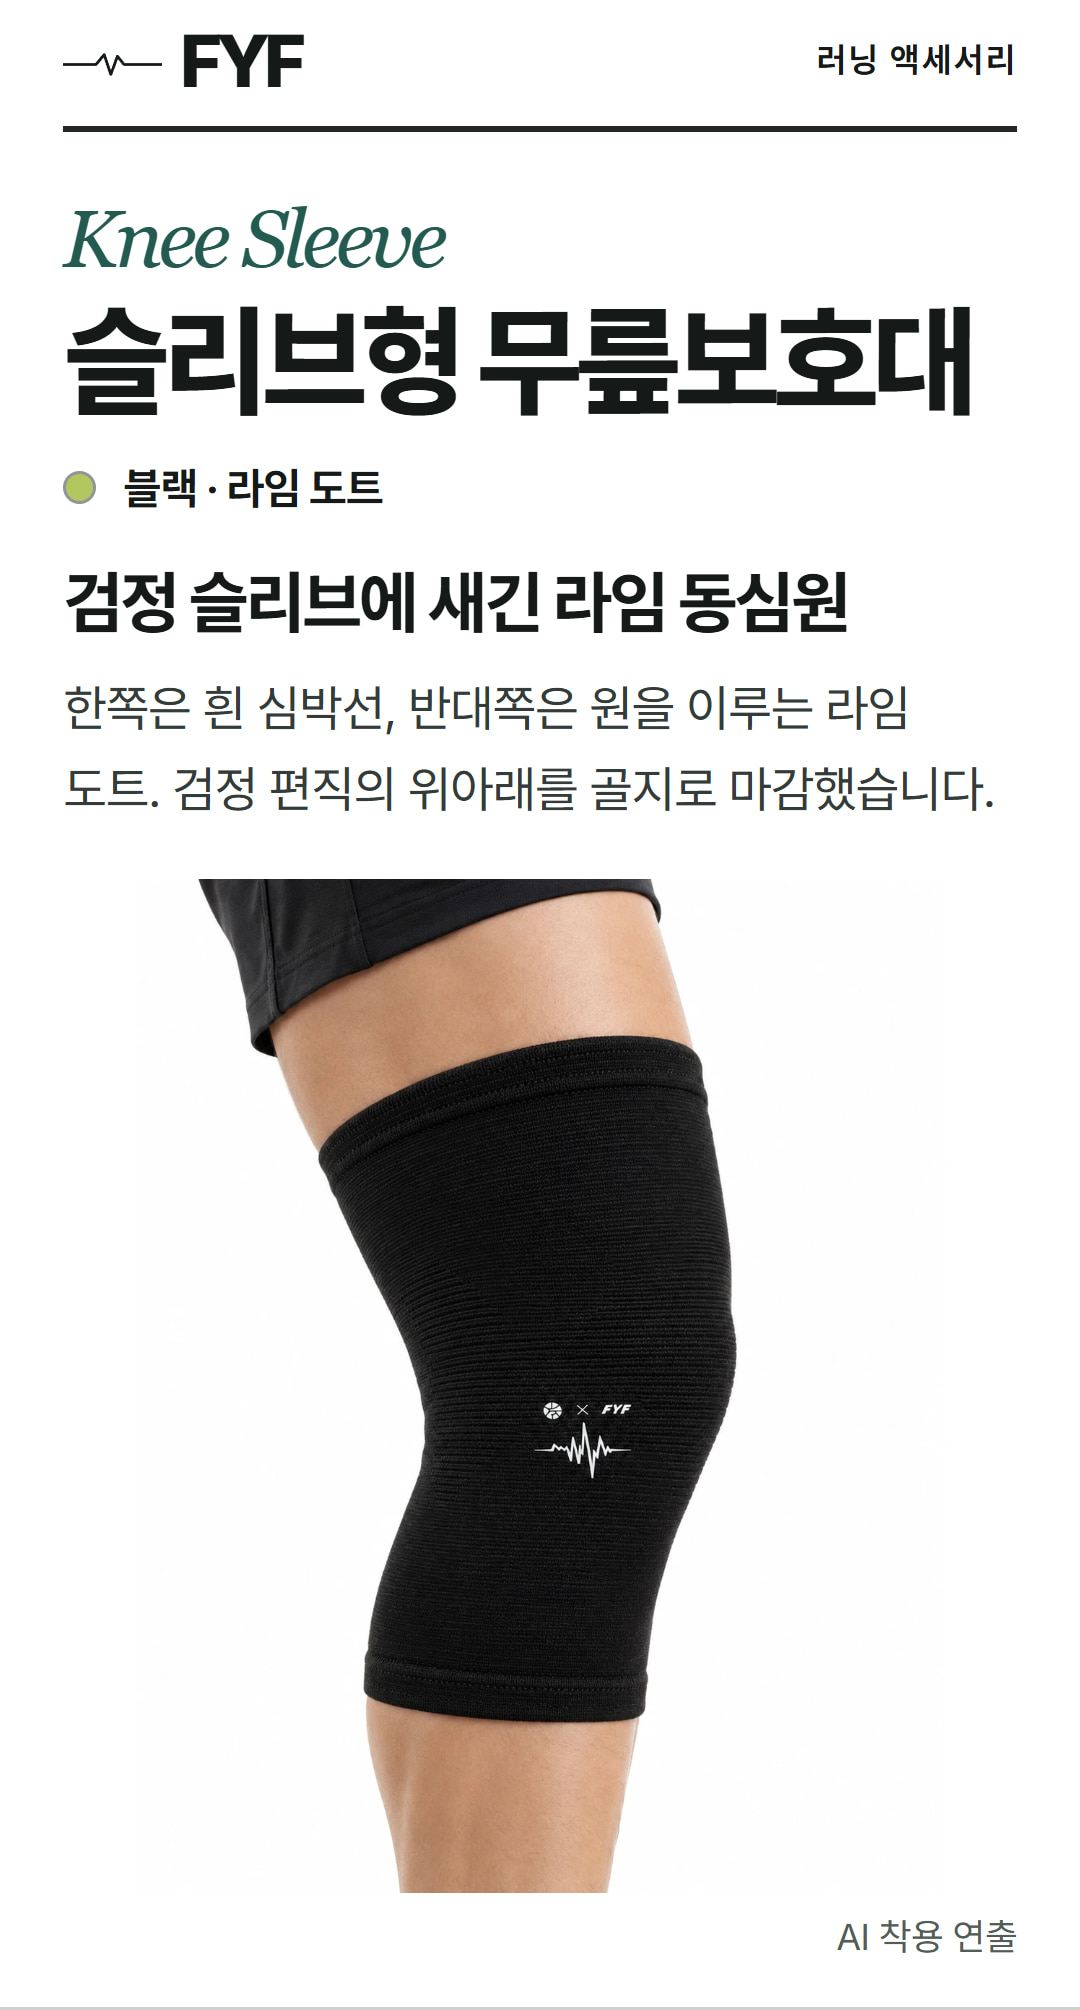 FYF
러닝 액세서리
Knee Sleeve
슬리브형 무릎보호대
블랙 · 라임 도트
검정 슬리브에 새긴 라임 동심원
한쪽은 흰 심박선, 반대쪽은 원을 이루는 라임
도트. 검정 편직의 위아래를 골지로 마감했습니다.
× FYF
AI 착용 연출